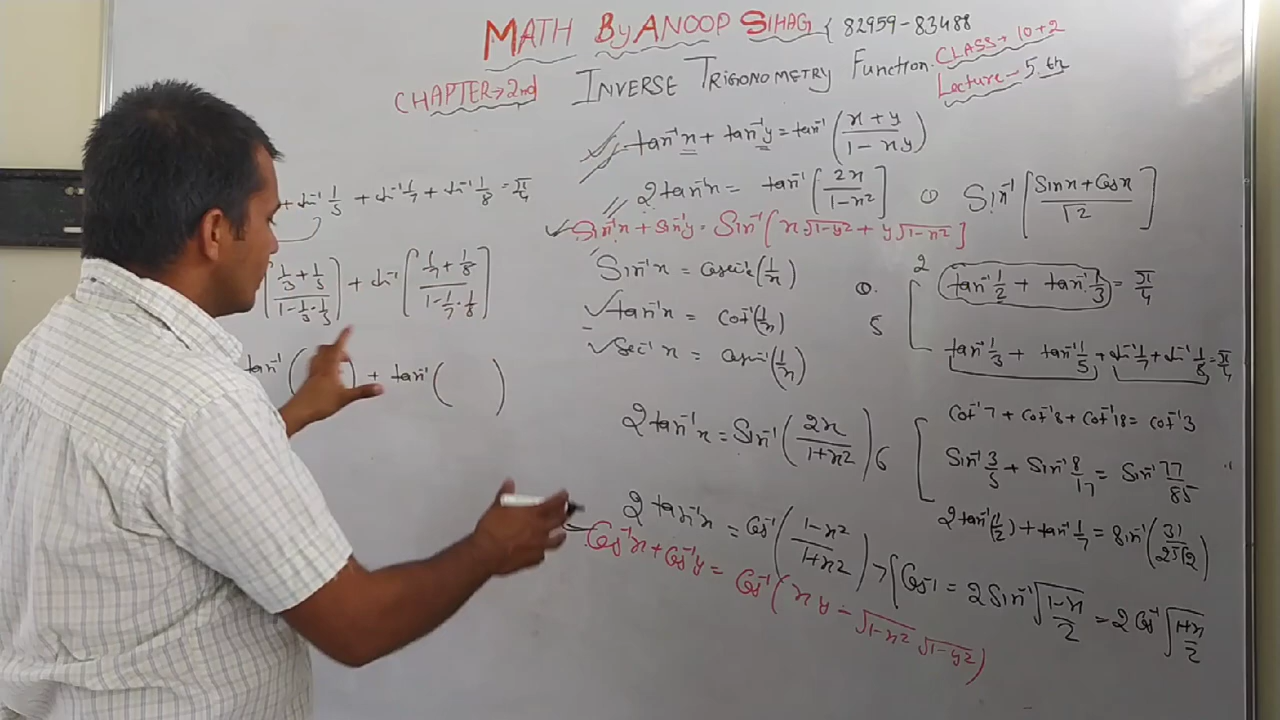 MATH By ANOOP SIHAG { 82959-83488
CHAPTER → 2nd INVERSE TRIGONOMETRY Function. CLASS → 10+2
Lecture - 5th
tan⁻¹x + tan⁻¹y = tan⁻¹(x+y / 1-xy)
2tan⁻¹x = tan⁻¹[2x / 1-x²]
Sin⁻¹x + Sin⁻¹y = Sin⁻¹[x√1-y² + y√1-x²]
Sin⁻¹x = Cosec⁻¹(1/x)
tan⁻¹x = Cot⁻¹(1/x)
Sec⁻¹x =
2tan⁻¹x = Sin⁻¹(2x / 1+x²)
2tan⁻¹x = Cos⁻¹(1-x² / 1+x²) > { Cos⁻¹ = 2Sin⁻¹√1-x/2 = 2Cos⁻¹√1+x/2
Cos⁻¹x + Cos⁻¹y = Cos⁻¹(xy - √1-x² √1-y²)
① Sin⁻¹[Sinx + Cosx / √2]
①. 2 tan⁻¹1/2 + tan⁻¹1/3 = π/4
5 tan⁻¹1/3 + tan⁻¹1/5 + tan⁻¹1/7 + tan⁻¹1/8 = π/4
Cot⁻¹7 + Cot⁻¹8 + Cot⁻¹18 = Cot⁻¹3
6 Sin⁻¹3/5 + Sin⁻¹8/17 = Sin⁻¹77/85
2tan⁻¹(1/2) + tan⁻¹1/7 = Sin⁻¹(31/25√2)
+ tan⁻¹1/5 + tan⁻¹1/7 + tan⁻¹1/8 = π/4
[1/3 + 1/5 / 1-1/3·1/5] + tan⁻¹[1/7 + 1/8 / 1-1/7·1/8]
tan⁻¹( ) + tan⁻¹( )